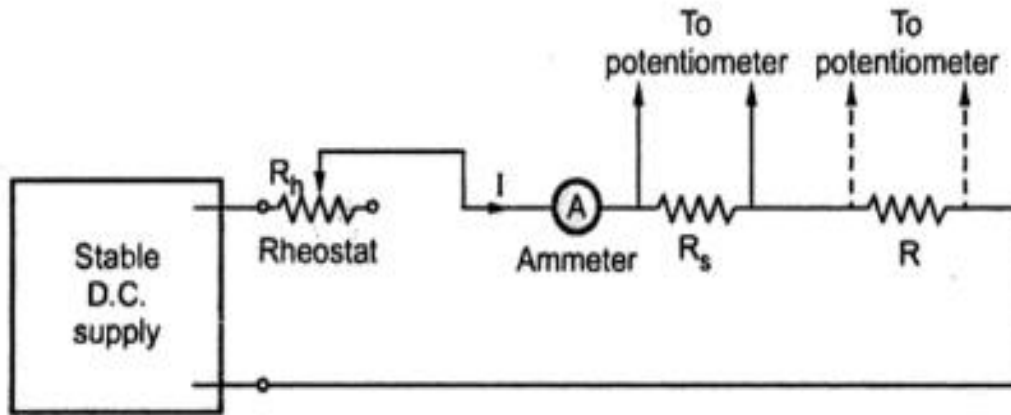 To
potentiometer
To
potentiometer
Rh
I
A
Rheostat
Ammeter
Rs
R
Stable
D.C.
supply